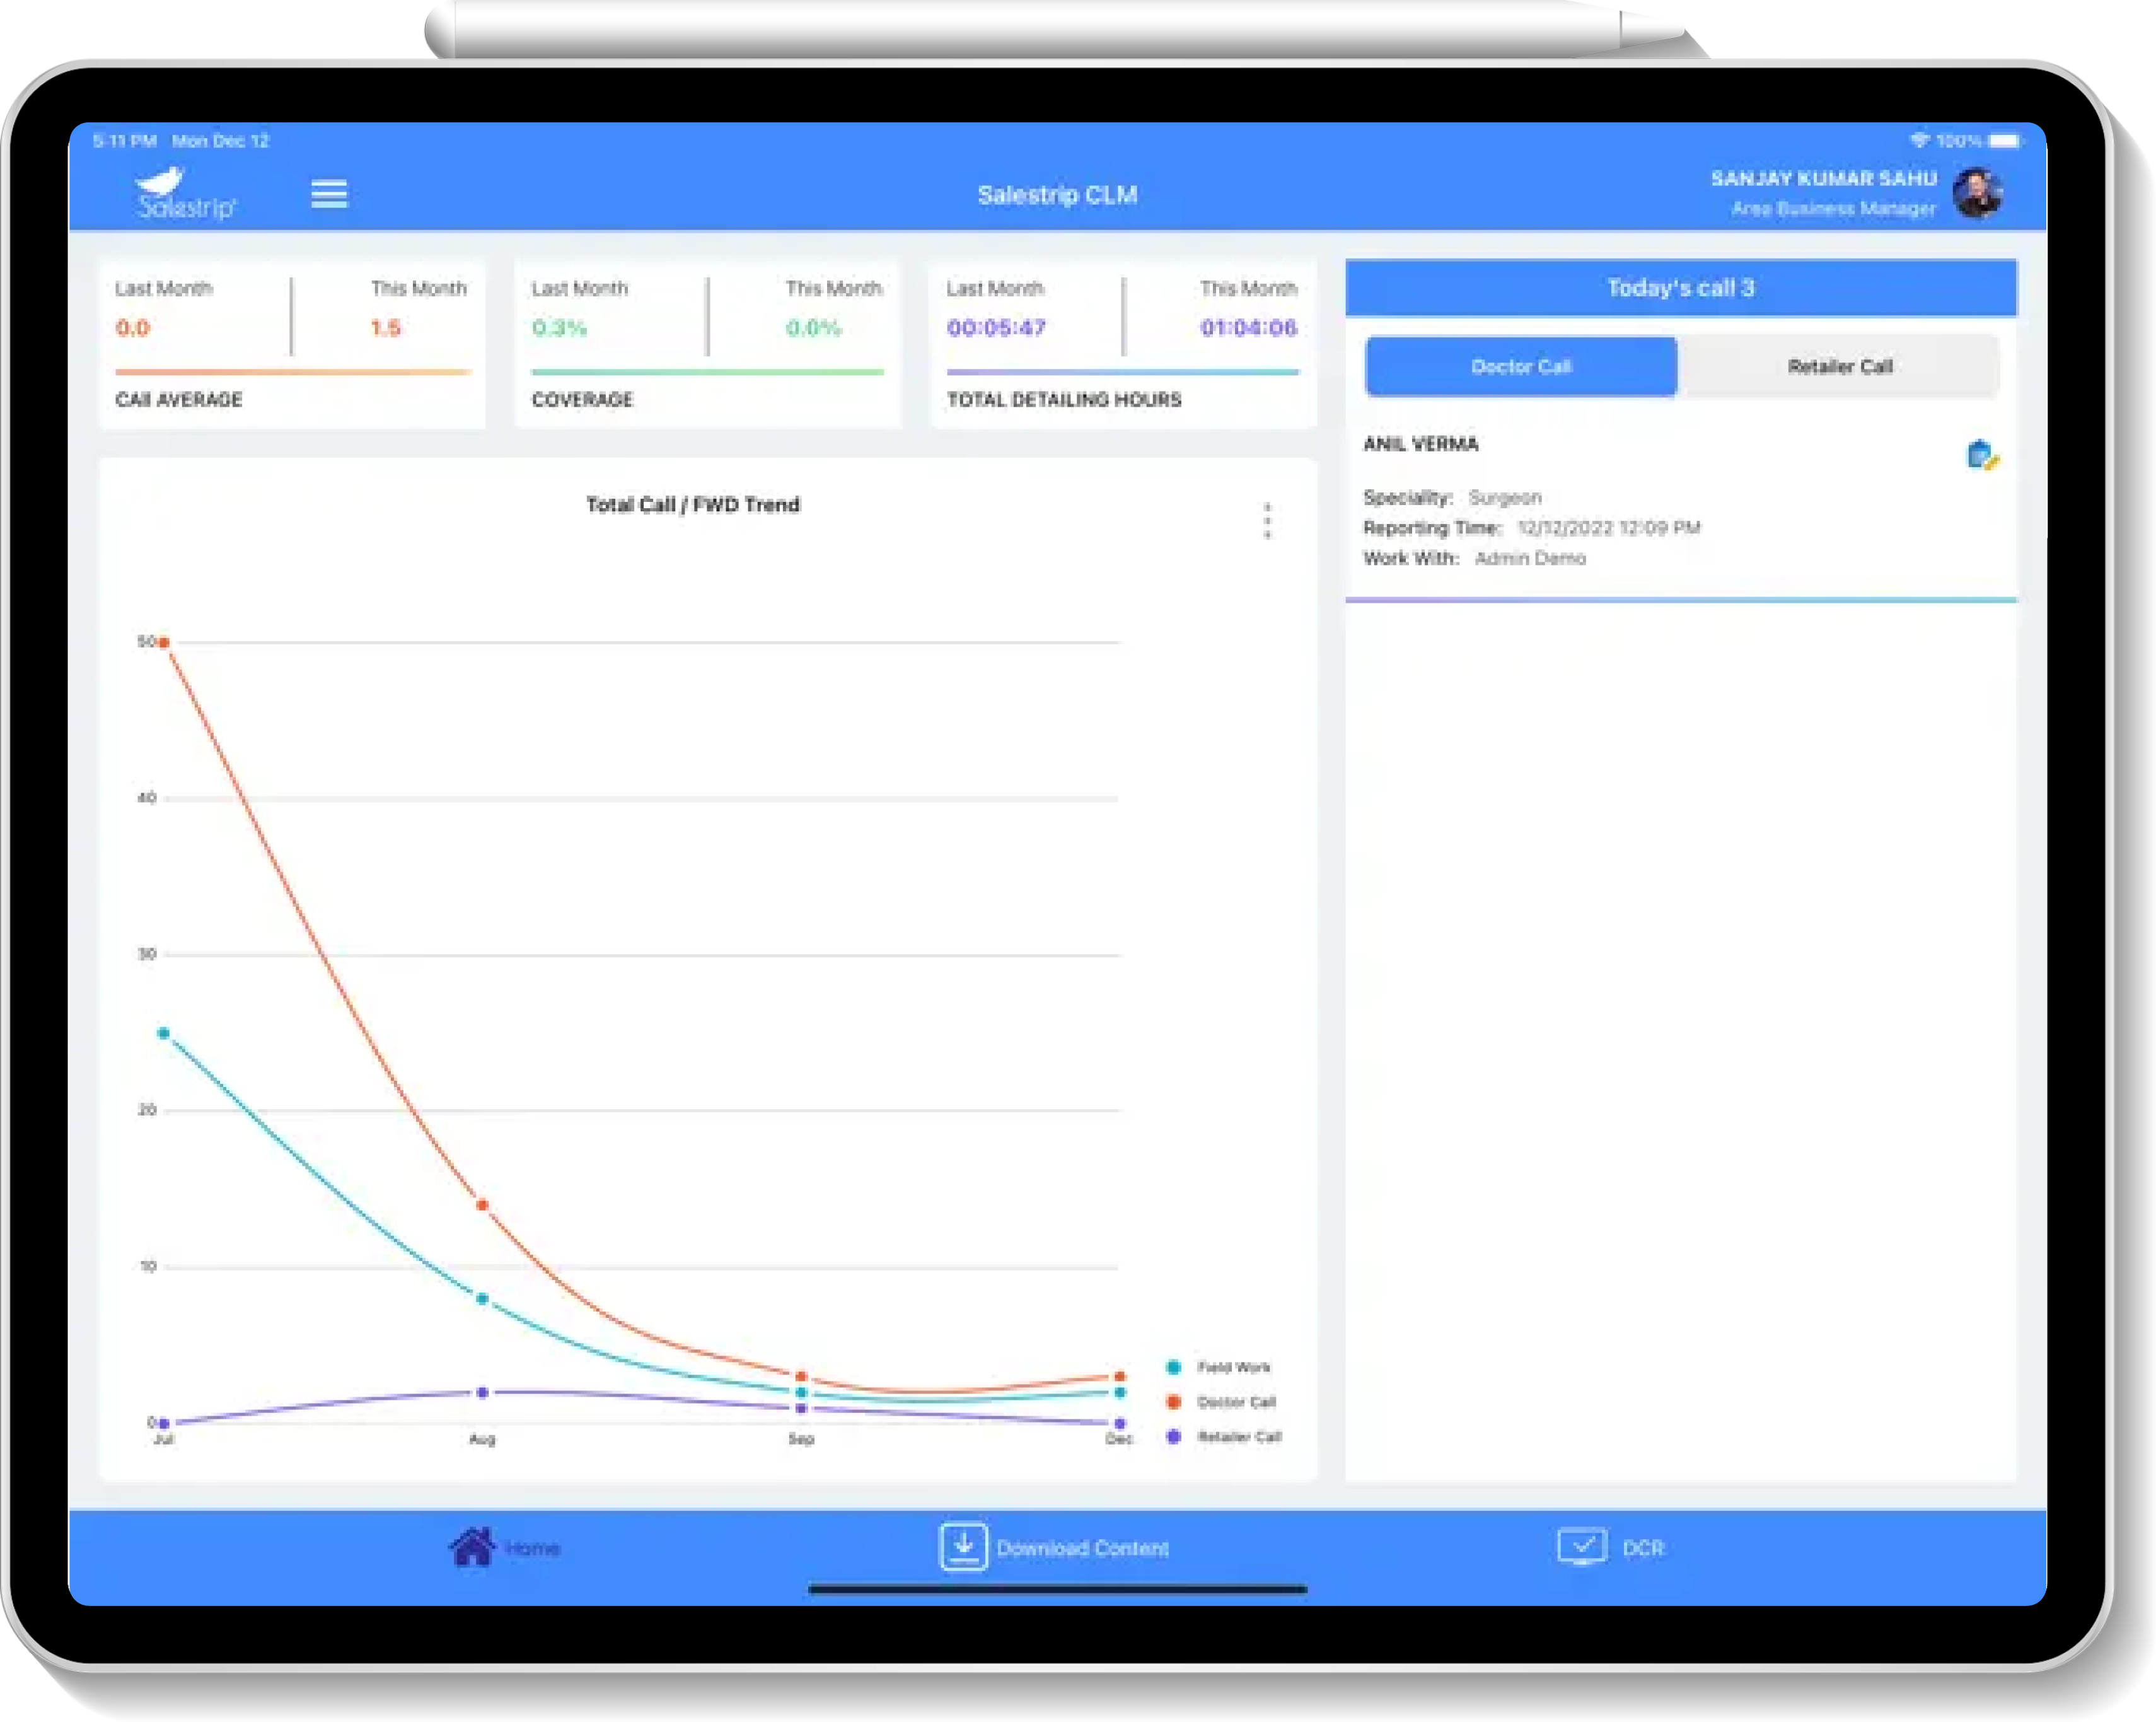 5:11 PM Mon Dec 12
100%
Salestrip
Salestrip CLM
SANJAY KUMAR SAHU
Area Business Manager
Last Month This Month
0.0 1.5
CAll AVERAGE
Last Month This Month
0.3% 0.0%
COVERAGE
Last Month This Month
00:05:47 01:04:06
TOTAL DETAILING HOURS
Total Call / FWD Trend
50
40
30
20
10
0
Jul Aug Sep Dec
Field Work
Doctor Call
Retailer Call
Today's call 3
Doctor Call Retailer Call
ANIL VERMA
Speciality: Surgeon
Reporting Time: 12/12/2022 12:09 PM
Work With: Admin Demo
Home Download Content DCR